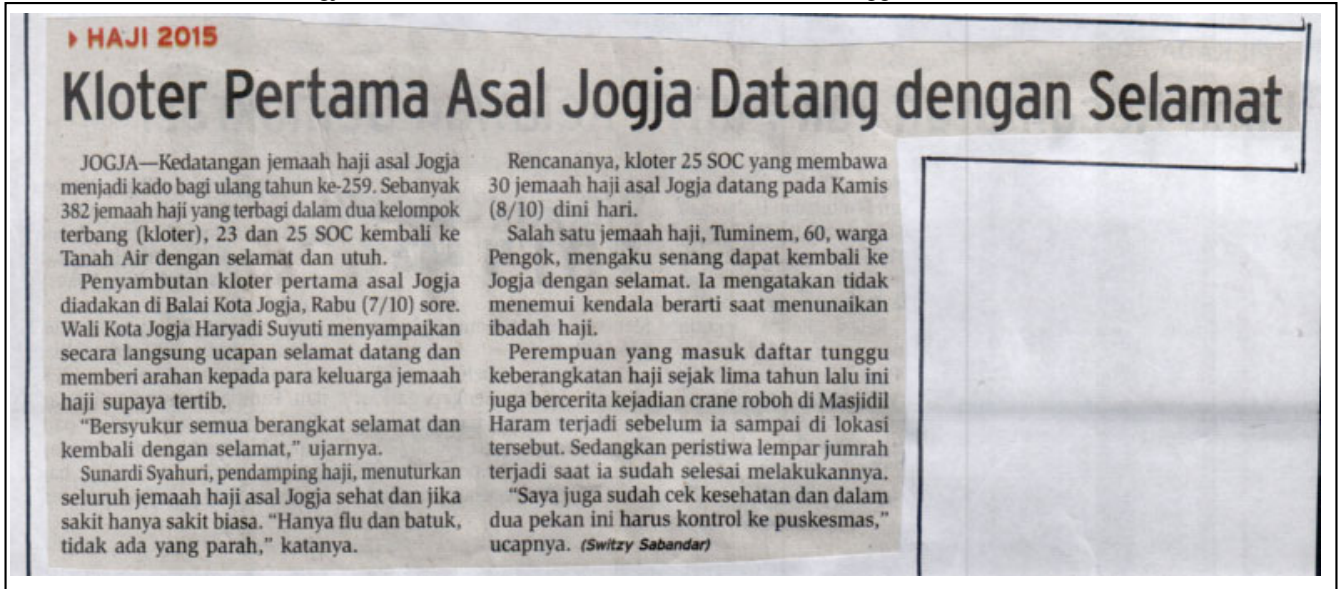 HAJI 2015
Kloter Pertama Asal Jogja Datang dengan Selamat
JOGJA—Kedatangan jemaah haji asal Jogja
menjadi kado bagi ulang tahun ke-259. Sebanyak
382 jemaah haji yang terbagi dalam dua kelompok
terbang (kloter), 23 dan 25 SOC kembali ke
Tanah Air dengan selamat dan utuh.
Penyambutan kloter pertama asal Jogja
diadakan di Balai Kota Jogja, Rabu (7/10) sore.
Wali Kota Jogja Haryadi Suyuti menyampaikan
secara langsung ucapan selamat datang dan
memberi arahan kepada para keluarga jemaah
haji supaya tertib.
“Bersyukur semua berangkat selamat dan
kembali dengan selamat,” ujarnya.
Sunardi Syahuri, pendamping haji, menuturkan
seluruh jemaah haji asal Jogja sehat dan jika
sakit hanya sakit biasa. “Hanya flu dan batuk,
tidak ada yang parah,” katanya.
Rencananya, kloter 25 SOC yang membawa
30 jemaah haji asal Jogja datang pada Kamis
(8/10) dini hari.
Salah satu jemaah haji, Tuminem, 60, warga
Pengok, mengaku senang dapat kembali ke
Jogja dengan selamat. Ia mengatakan tidak
menemui kendala berarti saat menunaikan
ibadah haji.
Perempuan yang masuk daftar tunggu
keberangkatan haji sejak lima tahun lalu ini
juga bercerita kejadian crane roboh di Masjidil
Haram terjadi sebelum ia sampai di lokasi
tersebut. Sedangkan peristiwa lempar jumrah
terjadi saat ia sudah selesai melakukannya.
“Saya juga sudah cek kesehatan dan dalam
dua pekan ini harus kontrol ke puskesmas,”
ucapnya. (Switzy Sabandar)